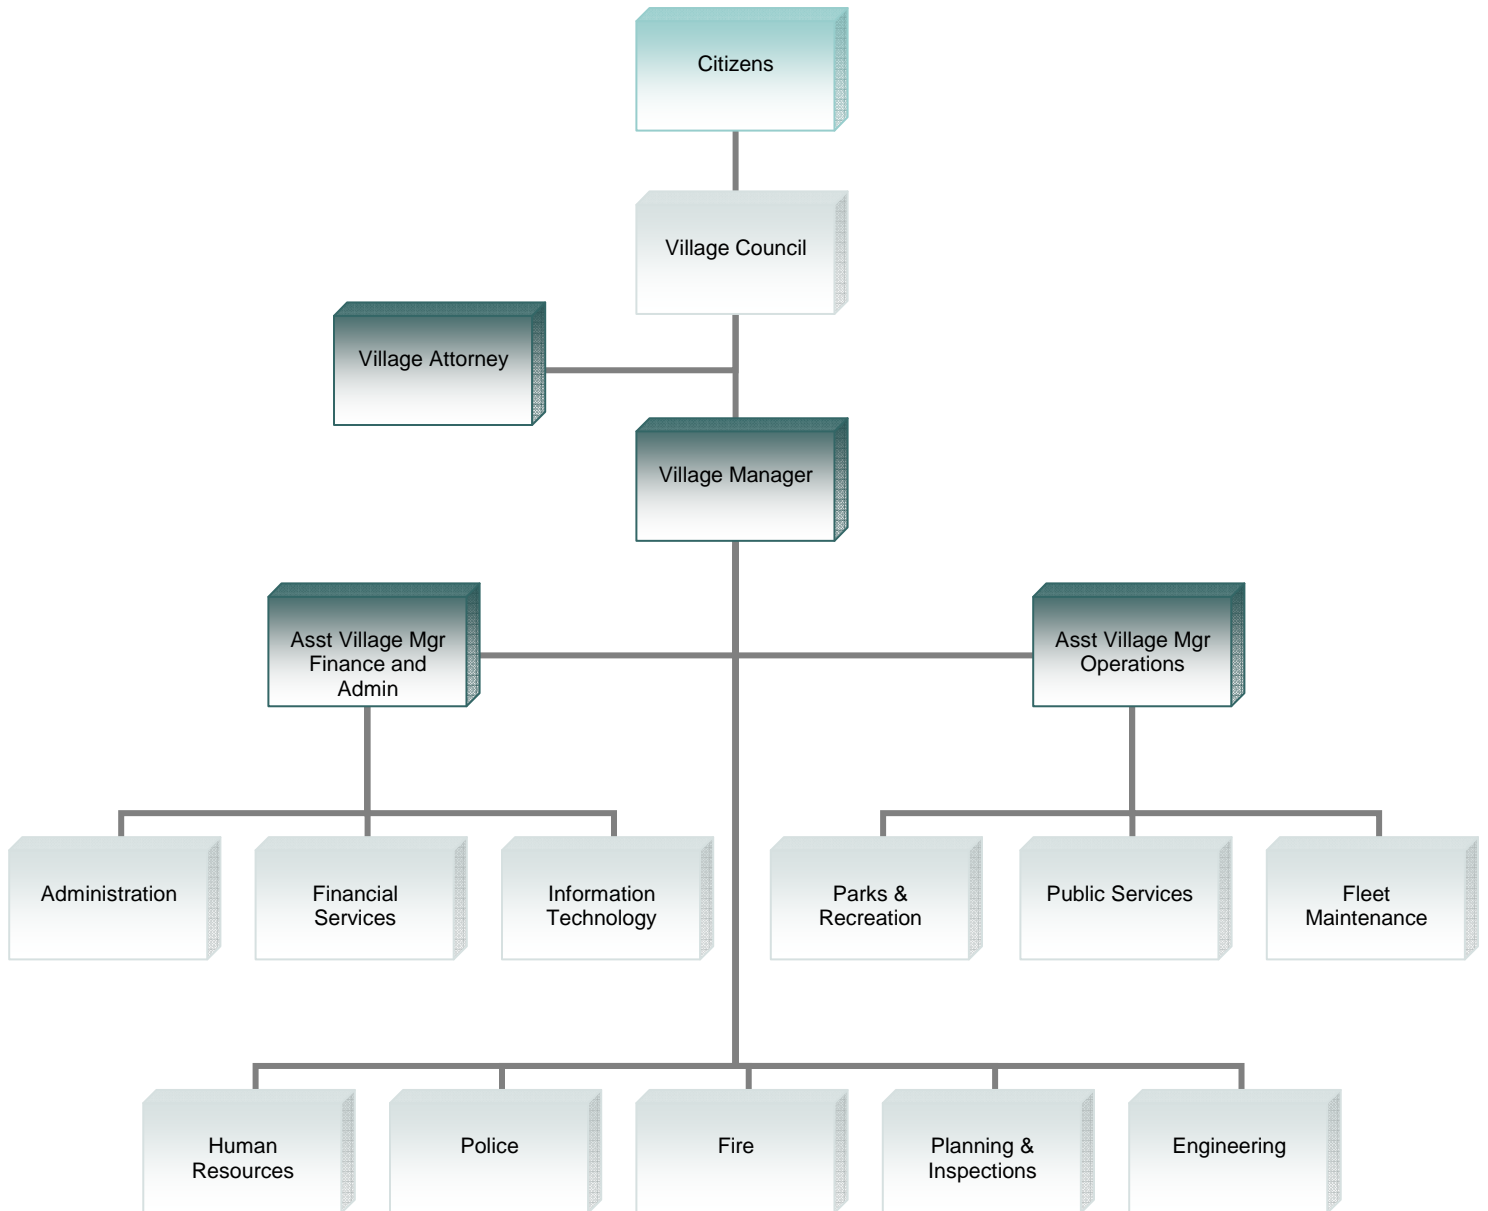 Citizens
Village Council
Village Attorney
Village Manager
Asst Village Mgr
Finance and
Admin
Asst Village Mgr
Operations
Administration
Financial
Services
Information
Technology
Parks &
Recreation
Public Services
Fleet
Maintenance
Human
Resources
Police
Fire
Planning &
Inspections
Engineering